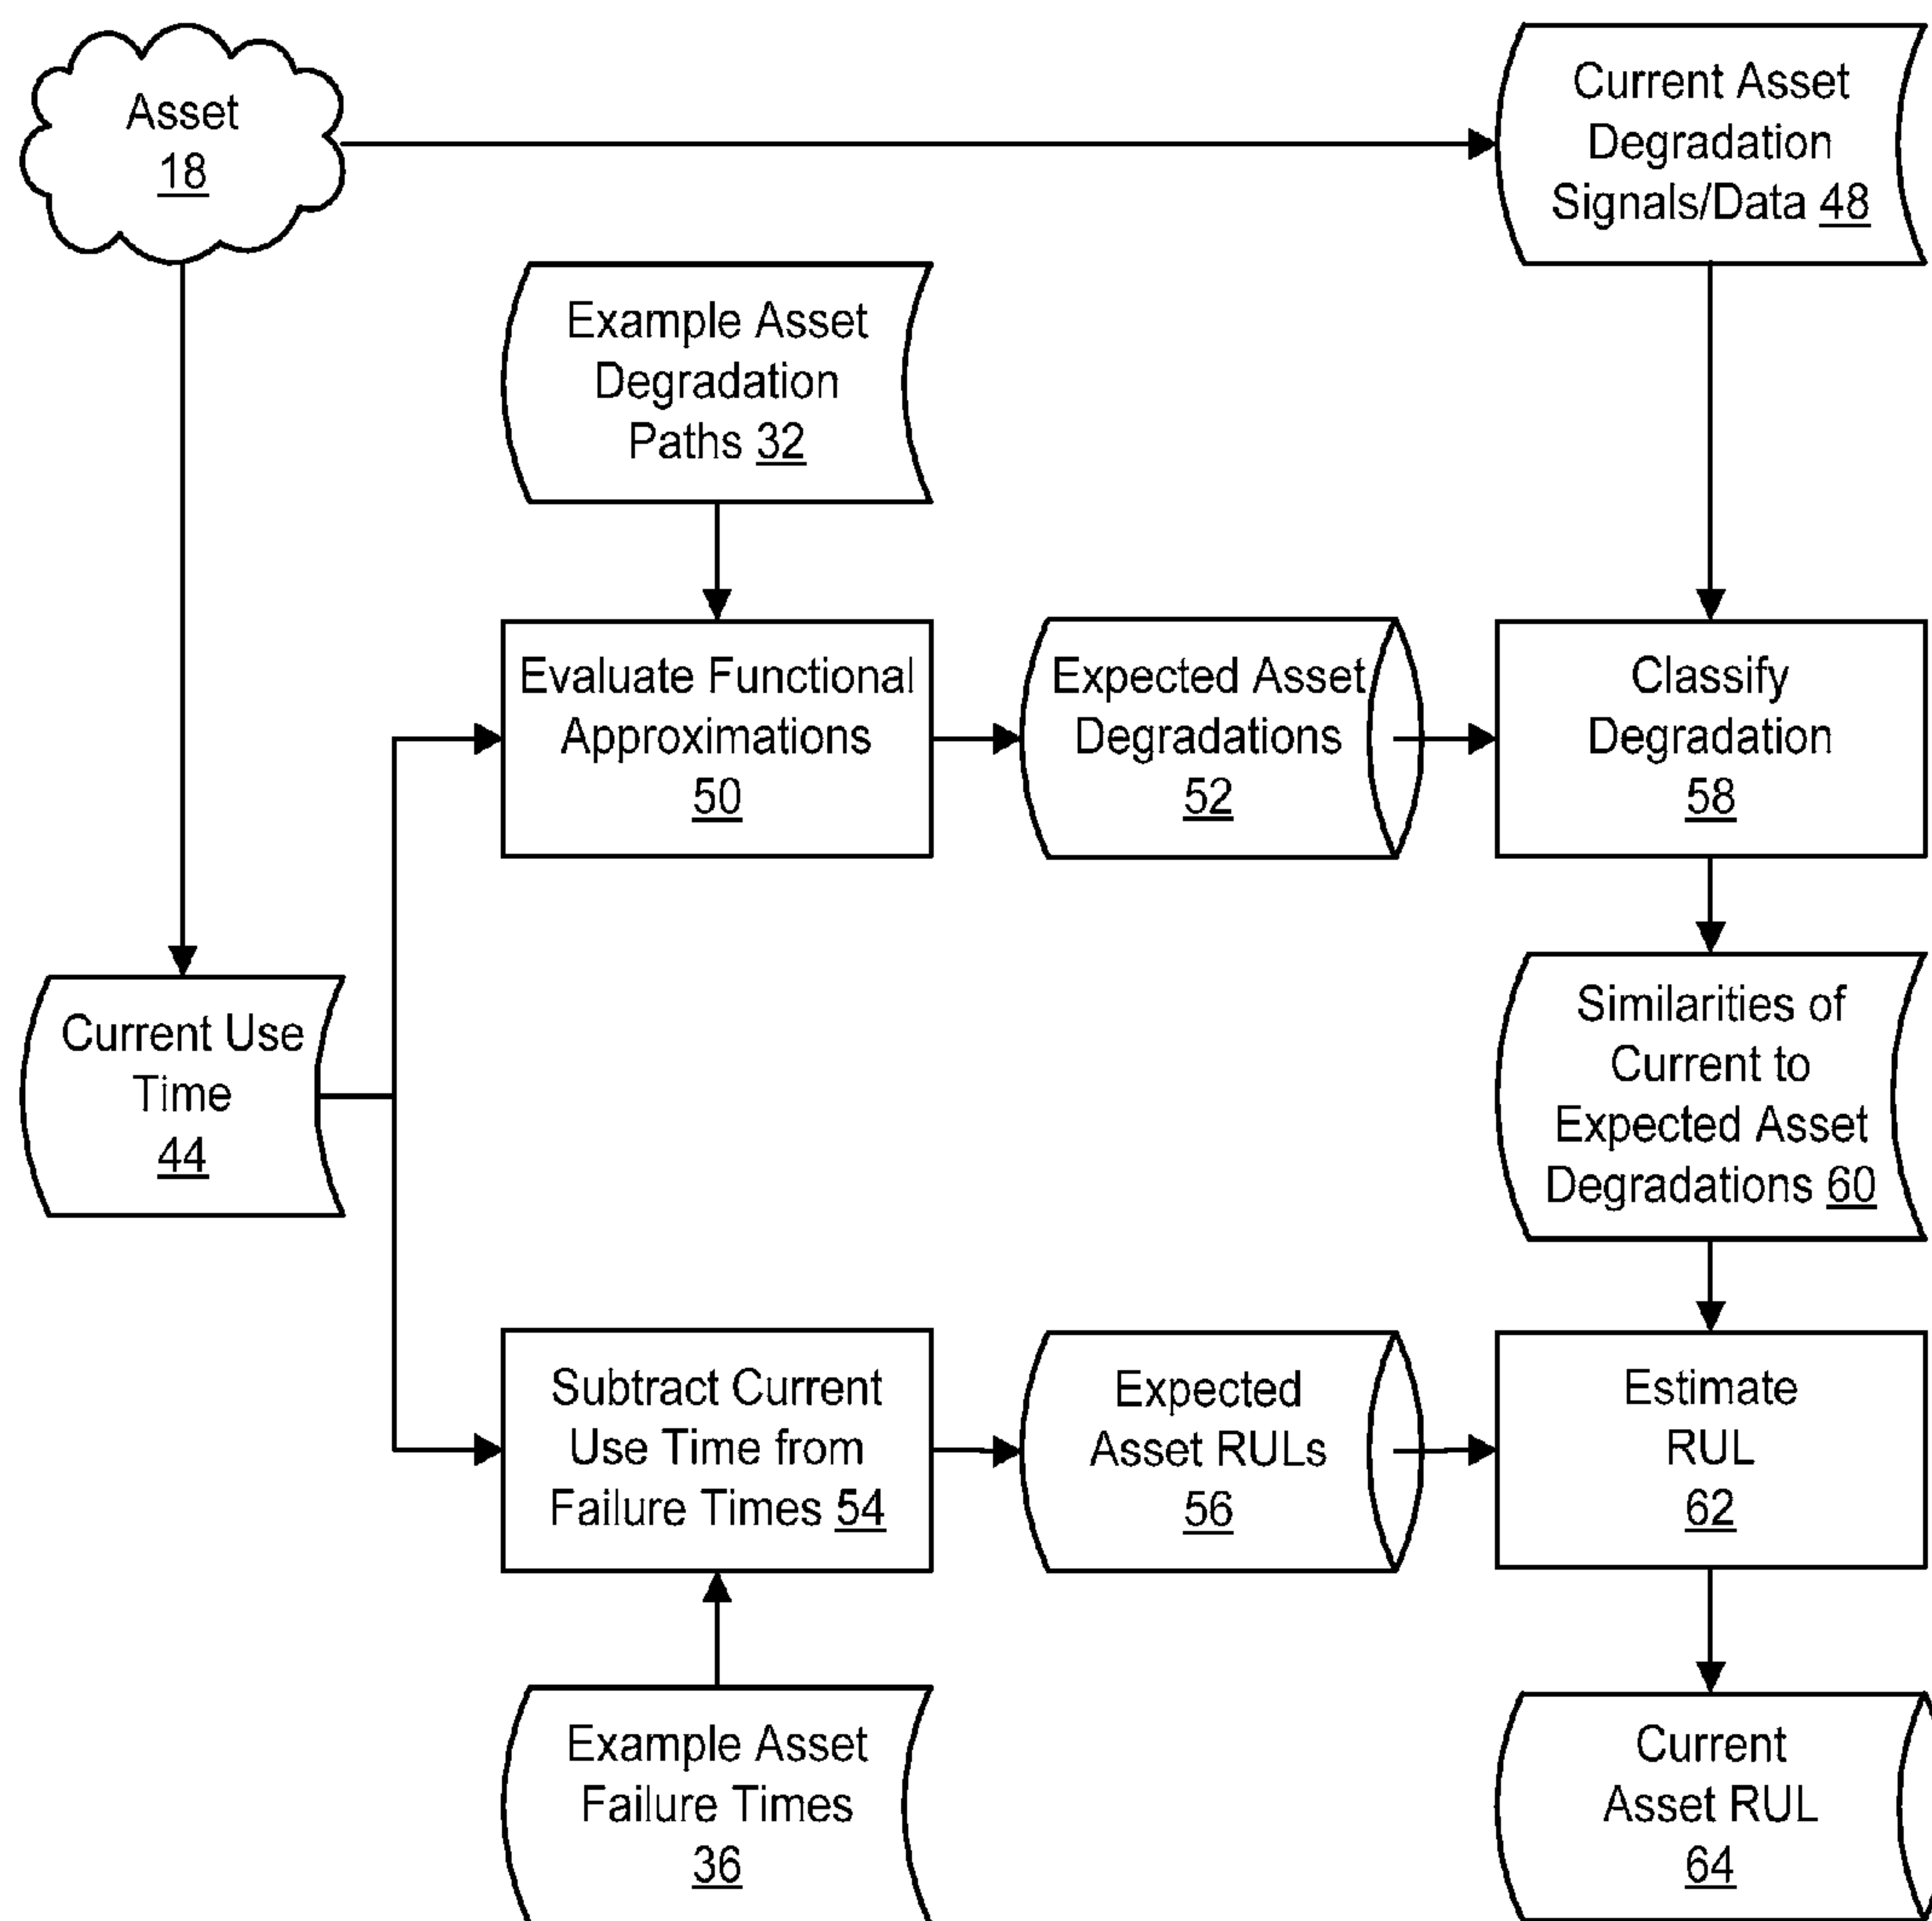 Asset
18
Current Asset
Degradation
Signals/Data 48
Example Asset
Degradation
Paths 32
Evaluate Functional
Approximations
50
Expected Asset
Degradations
52
Classify
Degradation
58
Current Use
Time
44
Similarities of
Current to
Expected Asset
Degradations 60
Subtract Current
Use Time from
Failure Times 54
Expected
Asset RULs
56
Estimate
RUL
62
Example Asset
Failure Times
36
Current
Asset RUL
64